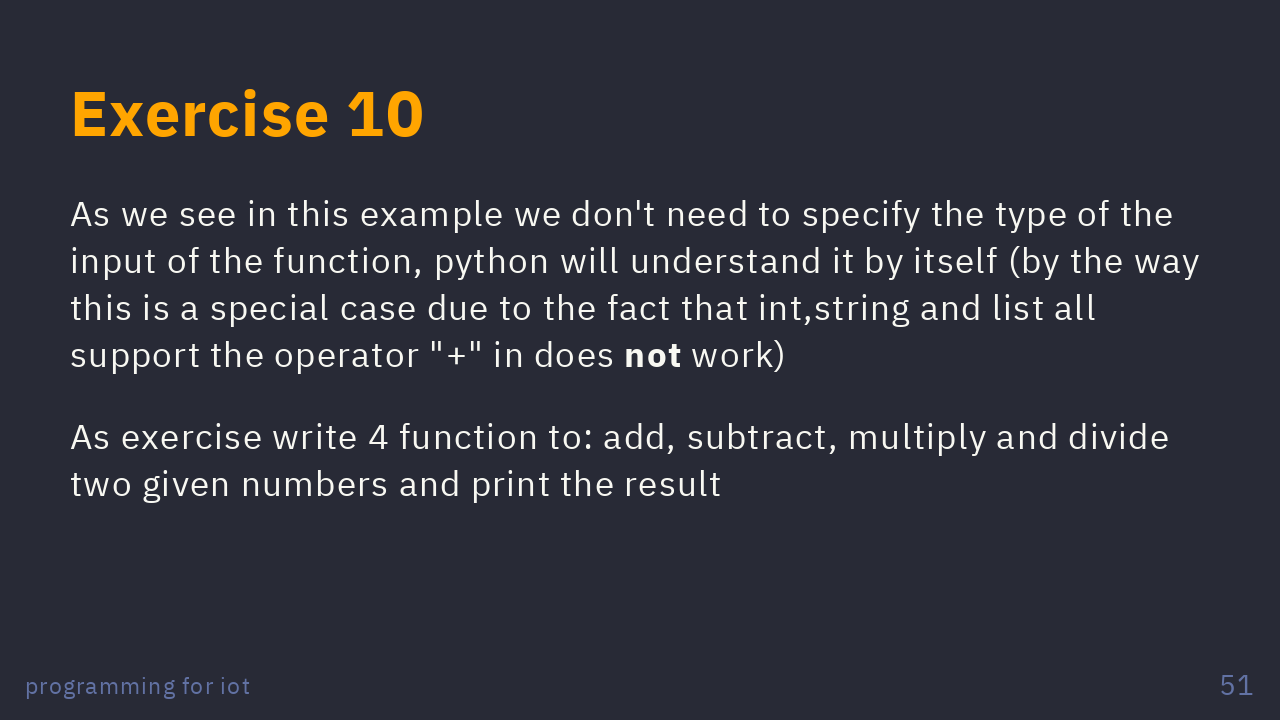 Exercise 10
As we see in this example we don't need to specify the type of the
input of the function, python will understand it by itself (by the way
this is a special case due to the fact that int,string and list all
support the operator "+" in does not work)
As exercise write 4 function to: add, subtract, multiply and divide
two given numbers and print the result
programming for iot
51